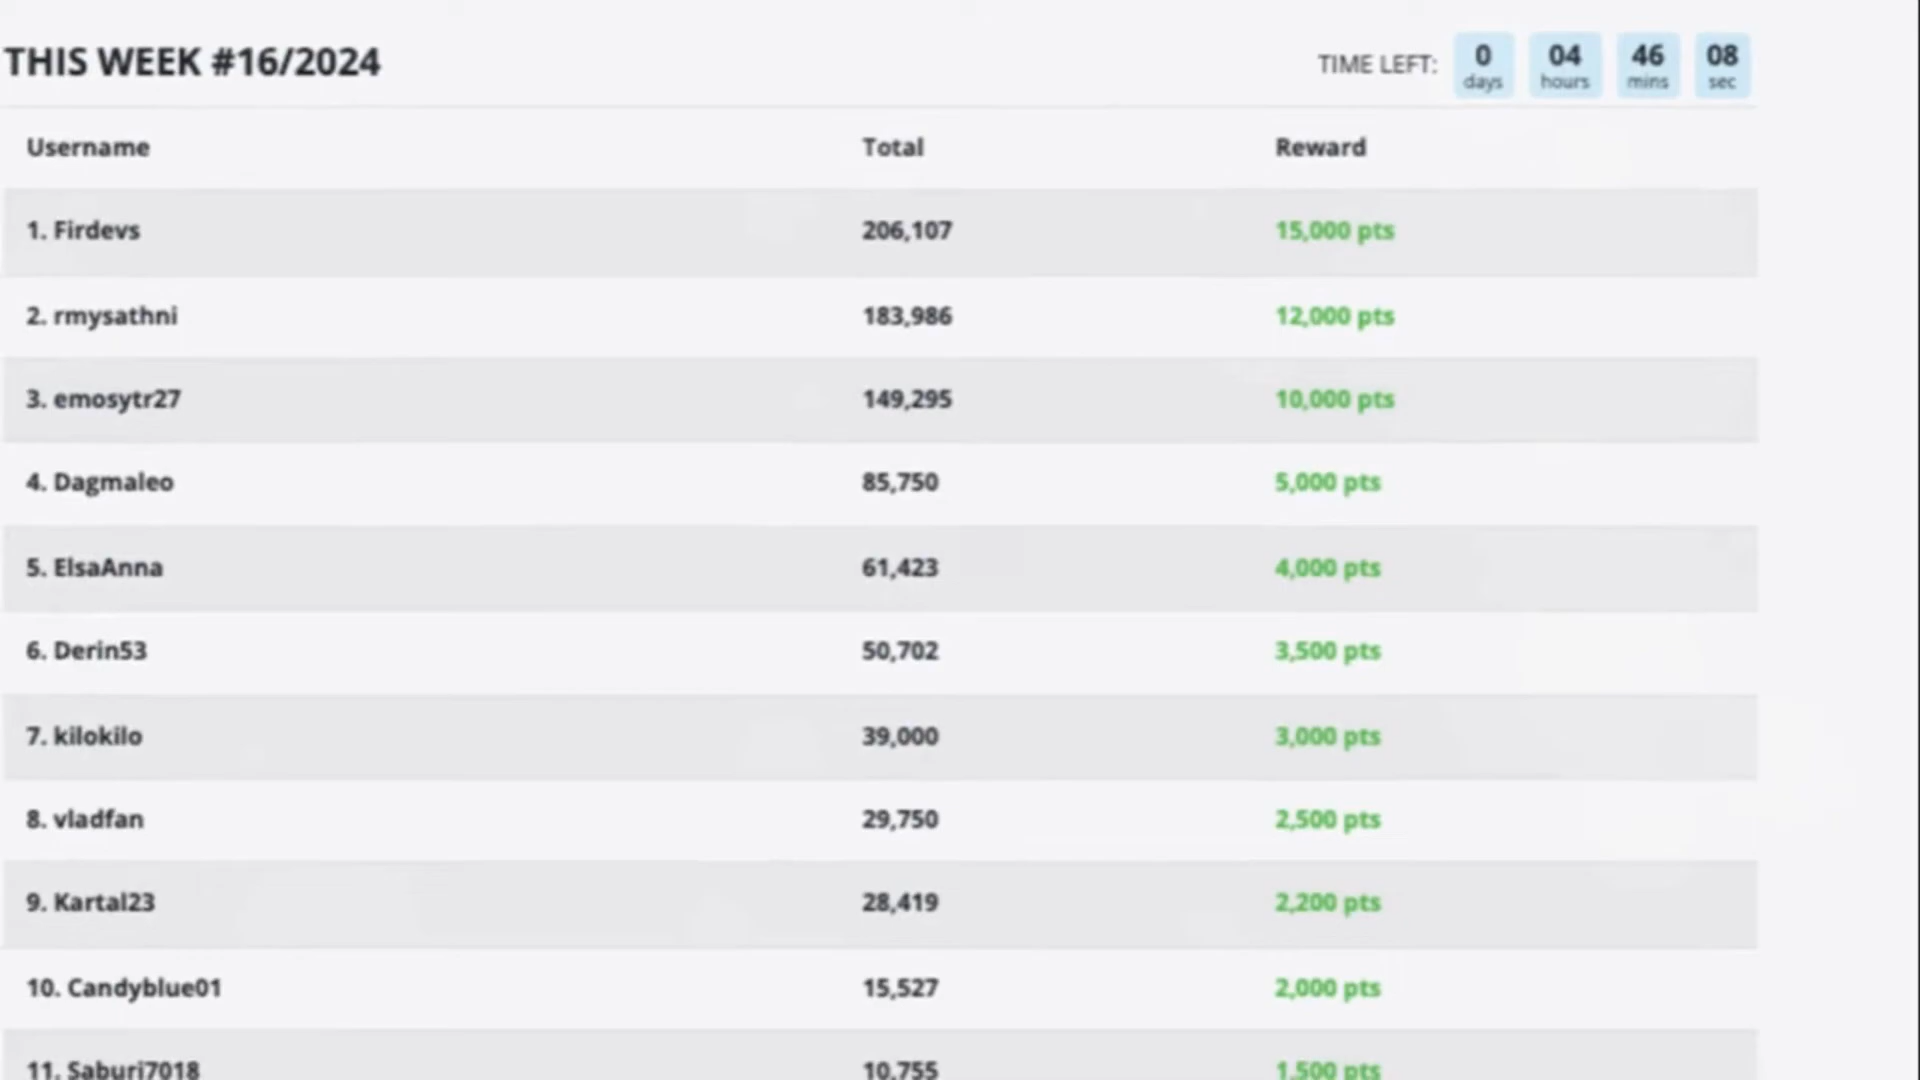 THIS WEEK #16/2024
TIME LEFT: 0 days 04 hours 46 mins 08 sec
Username Total Reward
1. Firdevs 206,107 15,000 pts
2. rmysathni 183,986 12,000 pts
3. emosytr27 149,295 10,000 pts
4. Dagmaleo 85,750 5,000 pts
5. ElsaAnna 61,423 4,000 pts
6. Derin53 50,702 3,500 pts
7. kilokilo 39,000 3,000 pts
8. vladfan 29,750 2,500 pts
9. Kartal23 28,419 2,200 pts
10. Candyblue01 15,527 2,000 pts
11. Saburi7018 10,755 1,500 pts